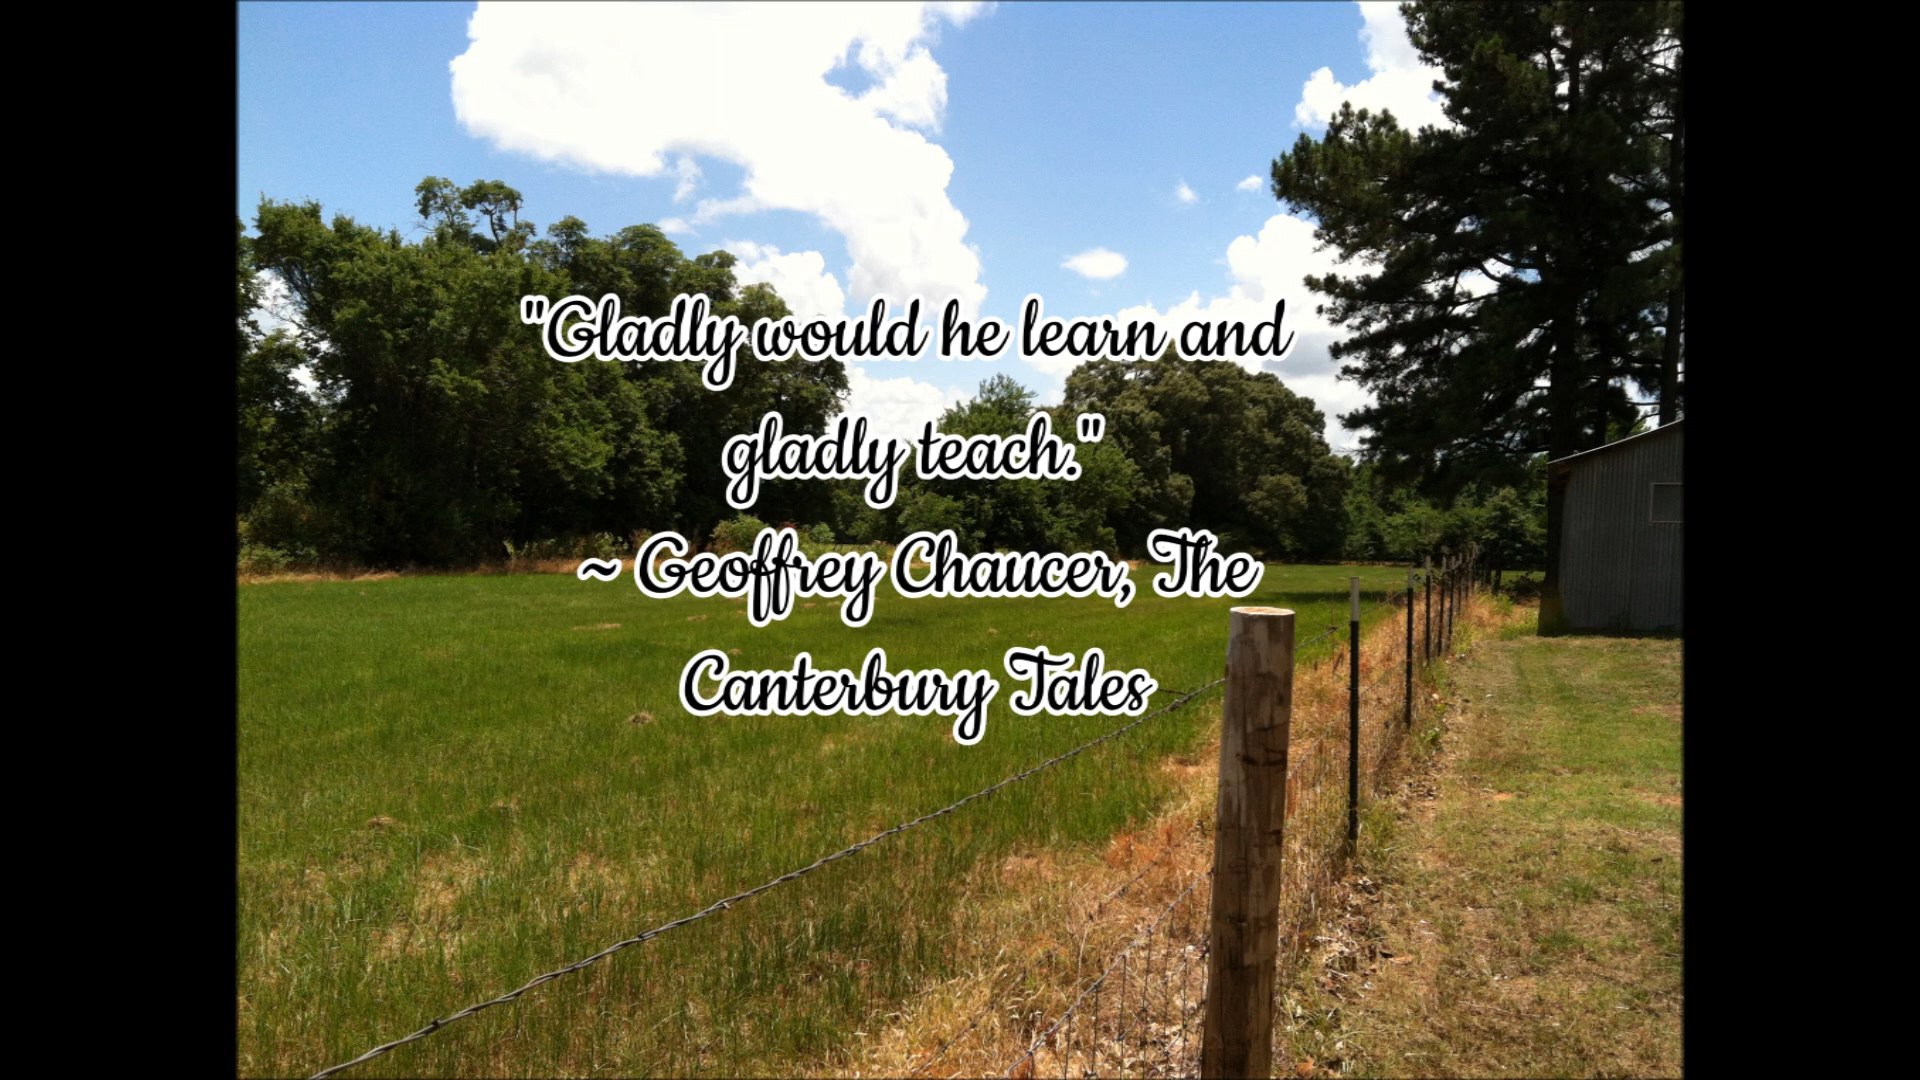 "Gladly would he learn and
gladly teach."
~ Geoffrey Chaucer, The
Canterbury Tales